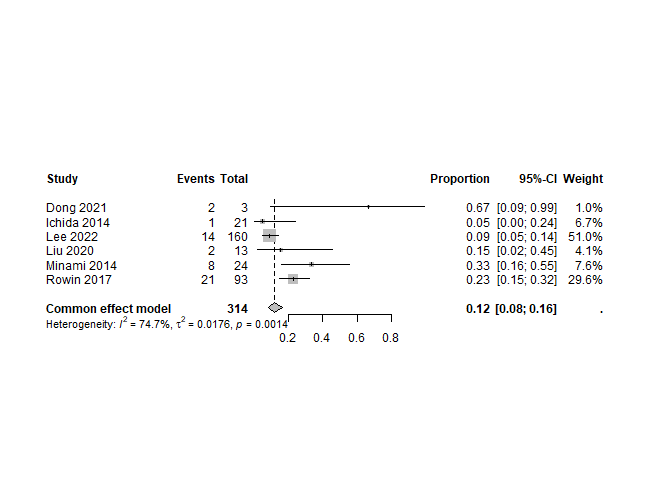 Study Events Total Proportion 95%-CI Weight
Dong 2021 2 3 0.67 [0.09; 0.99] 1.0%
Ichida 2014 1 21 0.05 [0.00; 0.24] 6.7%
Lee 2022 14 160 0.09 [0.05; 0.14] 51.0%
Liu 2020 2 13 0.15 [0.02; 0.45] 4.1%
Minami 2014 8 24 0.33 [0.16; 0.55] 7.6%
Rowin 2017 21 93 0.23 [0.15; 0.32] 29.6%
Common effect model 314 0.12 [0.08; 0.16] .
Heterogeneity: I² = 74.7%, τ² = 0.0176, p = 0.0014
0.2 0.4 0.6 0.8